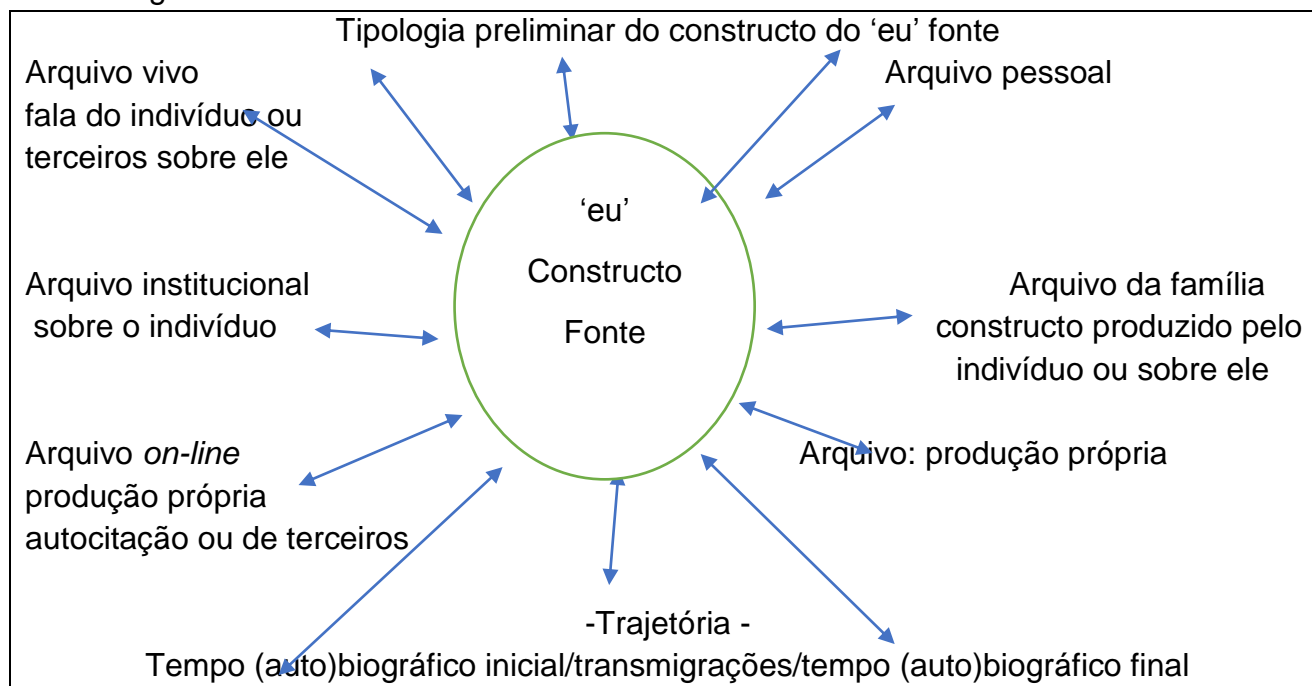 Tipologia preliminar do constructo do ‘eu’ fonte
Arquivo vivo
fala do indivíduo ou
terceiros sobre ele
Arquivo pessoal
‘eu’
Constructo
Fonte
Arquivo institucional
sobre o indivíduo
Arquivo da família
constructo produzido pelo
indivíduo ou sobre ele
Arquivo on-line
produção própria
autocitação ou de terceiros
Arquivo: produção própria
-Trajetória -
Tempo (auto)biográfico inicial/transmigrações/tempo (auto)biográfico final